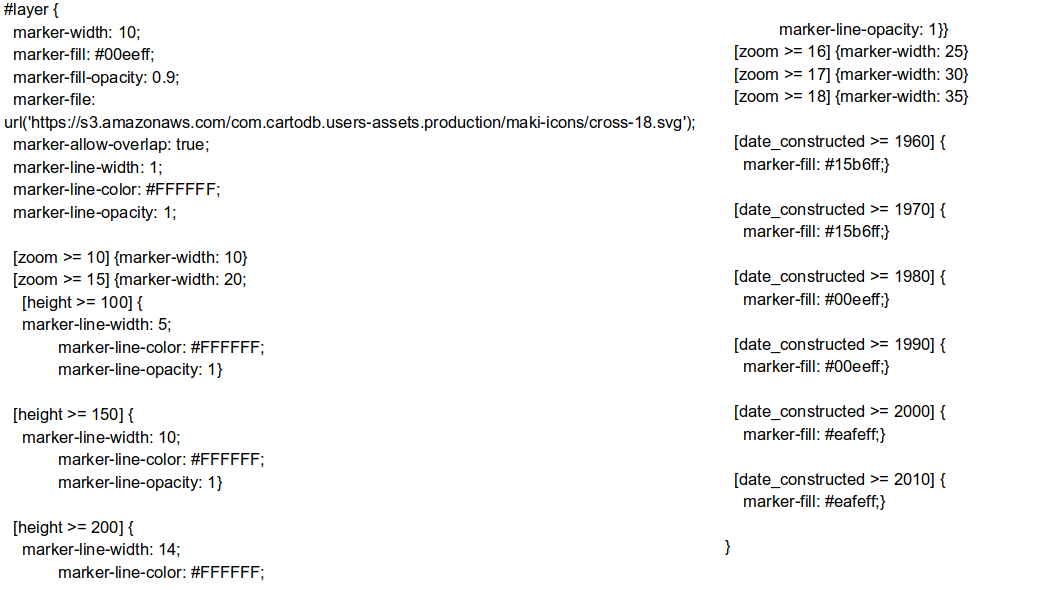 #layer {
marker-width: 10;
marker-fill: #00eeff;
marker-fill-opacity: 0.9;
marker-file:
url('https://s3.amazonaws.com/com.cartodb.users-assets.production/maki-icons/cross-18.svg');
marker-allow-overlap: true;
marker-line-width: 1;
marker-line-color: #FFFFFF;
marker-line-opacity: 1;
[zoom >= 10] {marker-width: 10}
[zoom >= 15] {marker-width: 20;
[height >= 100] {
marker-line-width: 5;
marker-line-color: #FFFFFF;
marker-line-opacity: 1}
[height >= 150] {
marker-line-width: 10;
marker-line-color: #FFFFFF;
marker-line-opacity: 1}
[height >= 200] {
marker-line-width: 14;
marker-line-color: #FFFFFF;
marker-line-opacity: 1}}
[zoom >= 16] {marker-width: 25}
[zoom >= 17] {marker-width: 30}
[zoom >= 18] {marker-width: 35}
[date_constructed >= 1960] {
marker-fill: #15b6ff;}
[date_constructed >= 1970] {
marker-fill: #15b6ff;}
[date_constructed >= 1980] {
marker-fill: #00eeff;}
[date_constructed >= 1990] {
marker-fill: #00eeff;}
[date_constructed >= 2000] {
marker-fill: #eafeff;}
[date_constructed >= 2010] {
marker-fill: #eafeff;}
}